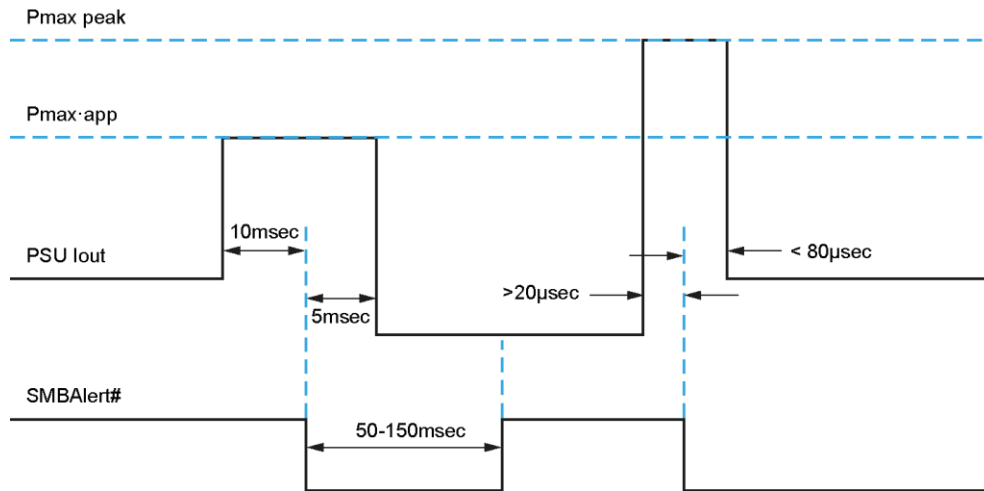 Pmax peak
Pmax·app
10msec
PSU Iout
< 80µsec
>20µsec
5msec
SMBAlert#
50-150msec